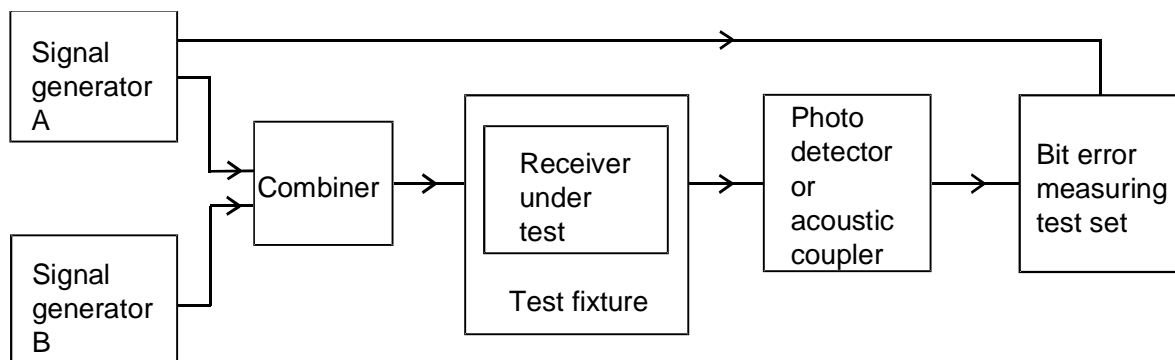 Signal
generator
A
Signal
generator
B
Combiner
Receiver
under
test
Test fixture
Photo
detector
or
acoustic
coupler
Bit error
measuring
test set